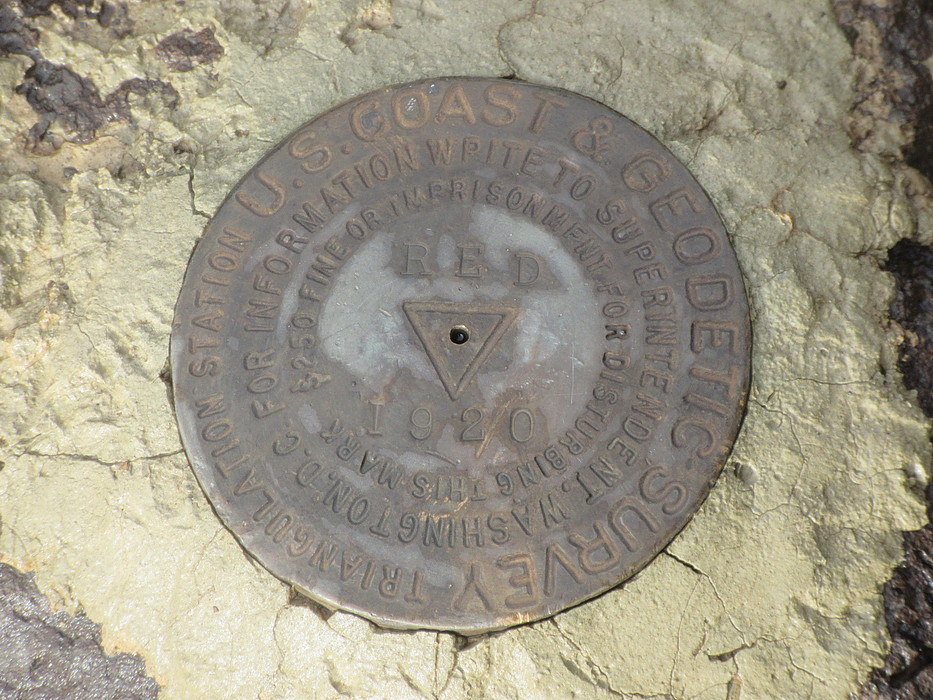 U.S. COAST & GEODETIC SURVEY
TRIANGULATION STATION
FOR INFORMATION WRITE TO SUPERINTENDENT, WASHINGTON, D.C.
$250 FINE OR IMPRISONMENT FOR DISTURBING THIS MARK
RED
1920